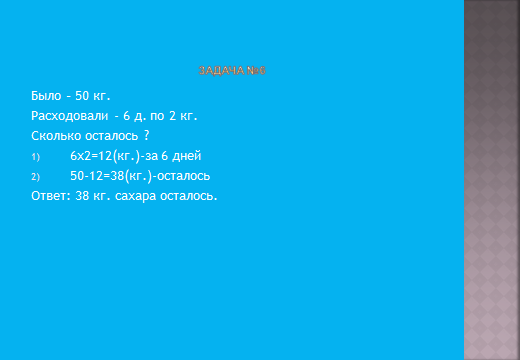 ЗАДАЧА №6
Было - 50 кг.
Расходовали - 6 д. по 2 кг.
Сколько осталось ?
1) 6х2=12(кг.)-за 6 дней
2) 50-12=38(кг.)-осталось
Ответ: 38 кг. сахара осталось.